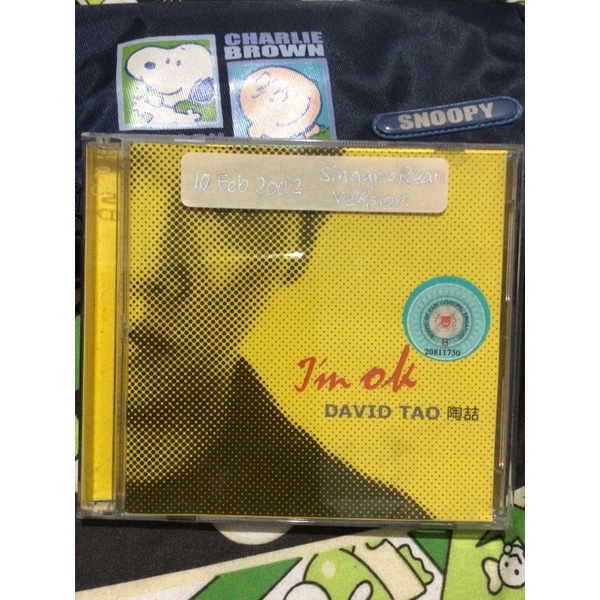 CHARLIE
BROWN
SNOOPY
10 Feb 2002 Singaporean
Version
20811750
I'm ok
DAVID TAO 陶喆